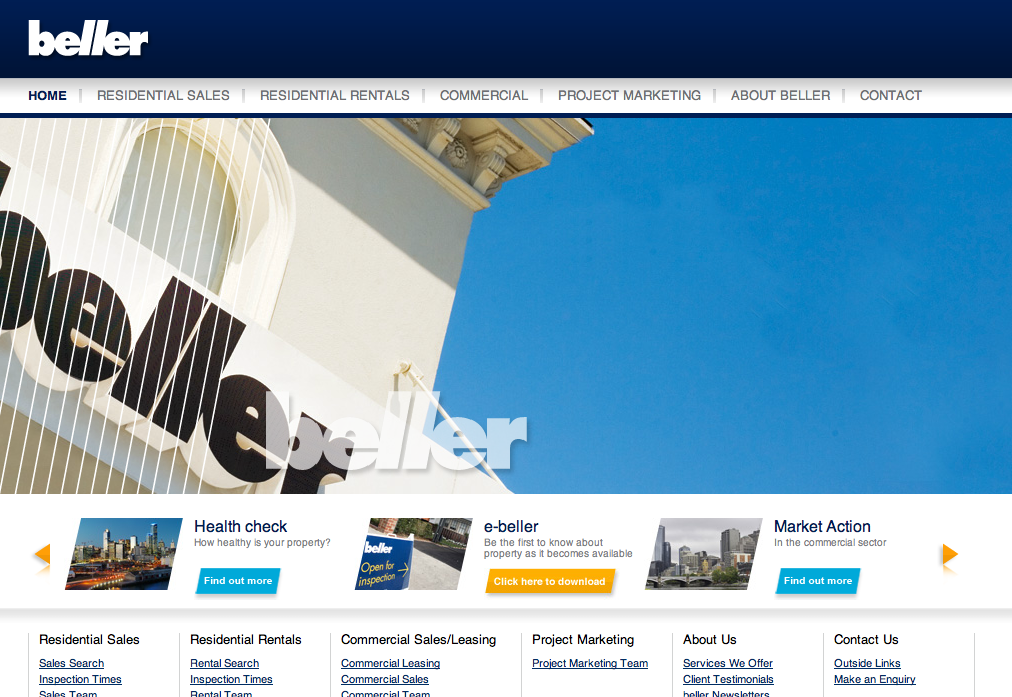 beller
HOME
RESIDENTIAL SALES
RESIDENTIAL RENTALS
COMMERCIAL
PROJECT MARKETING
ABOUT BELLER
CONTACT
beller
beller
Health check
How healthy is your property?
Find out more
beller
Open for
inspection
e-beller
Be the first to know about
property as it becomes available
Click here to download
Market Action
In the commercial sector
Find out more
Residential Sales
Sales Search
Inspection Times
Sales Team
Residential Rentals
Rental Search
Inspection Times
Rental Team
Commercial Sales/Leasing
Commercial Leasing
Commercial Sales
Commercial Team
Project Marketing
Project Marketing Team
About Us
Services We Offer
Client Testimonials
beller Newsletters
Contact Us
Outside Links
Make an Enquiry